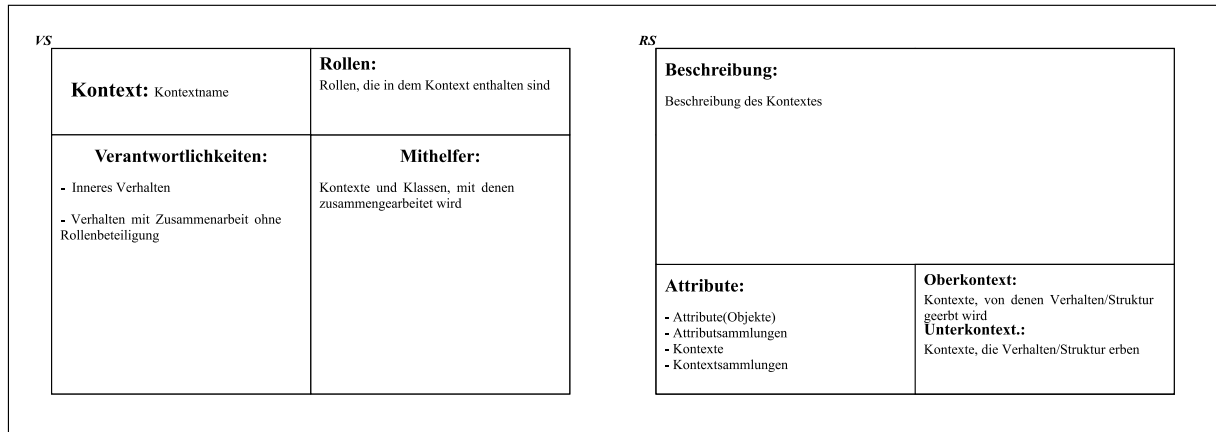 VS
Kontext: Kontextname
Rollen:
Rollen, die in dem Kontext enthalten sind
Verantwortlichkeiten:
- Inneres Verhalten
- Verhalten mit Zusammenarbeit ohne
Rollenbeteiligung
Mithelfer:
Kontexte und Klassen, mit denen
zusammengearbeitet wird
RS
Beschreibung:
Beschreibung des Kontextes
Attribute:
- Attribute(Objekte)
- Attributsammlungen
- Kontexte
- Kontextsammlungen
Oberkontext:
Kontexte, von denen Verhalten/Struktur
geerbt wird
Unterkontext.:
Kontexte, die Verhalten/Struktur erben